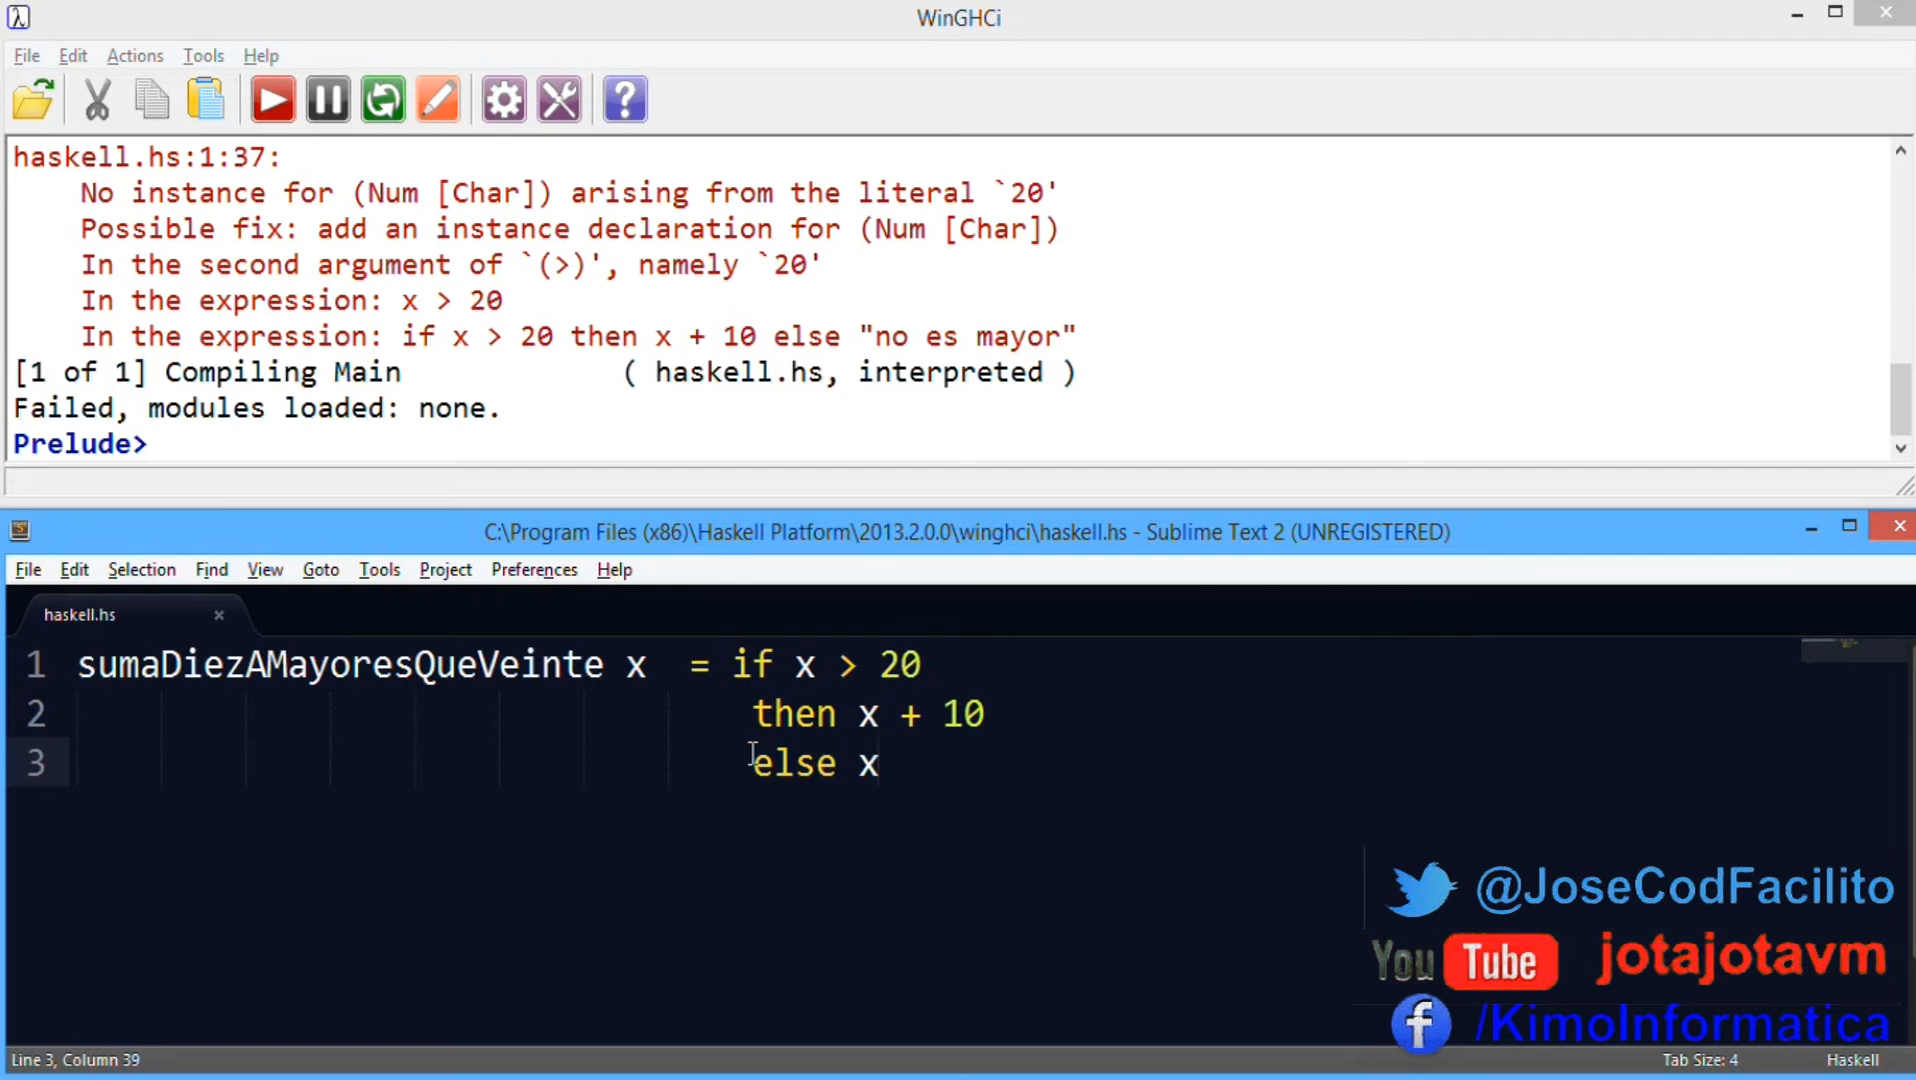 WinGHCi
File Edit Actions Tools Help
haskell.hs:1:37:
No instance for (Num [Char]) arising from the literal `20'
Possible fix: add an instance declaration for (Num [Char])
In the second argument of `(>)', namely `20'
In the expression: x > 20
In the expression: if x > 20 then x + 10 else "no es mayor"
[1 of 1] Compiling Main ( haskell.hs, interpreted )
Failed, modules loaded: none.
Prelude>
C:\Program Files (x86)\Haskell Platform\2013.2.0.0\winghci\haskell.hs - Sublime Text 2 (UNREGISTERED)
File Edit Selection Find View Goto Tools Project Preferences Help
haskell.hs
1 sumaDiezAMayoresQueVeinte x = if x > 20
2 then x + 10
3 else x
@JoseCodFacilito
You Tube jotajotavm
f /KimoInformatica
Line 3, Column 39 Tab Size: 4 Haskell